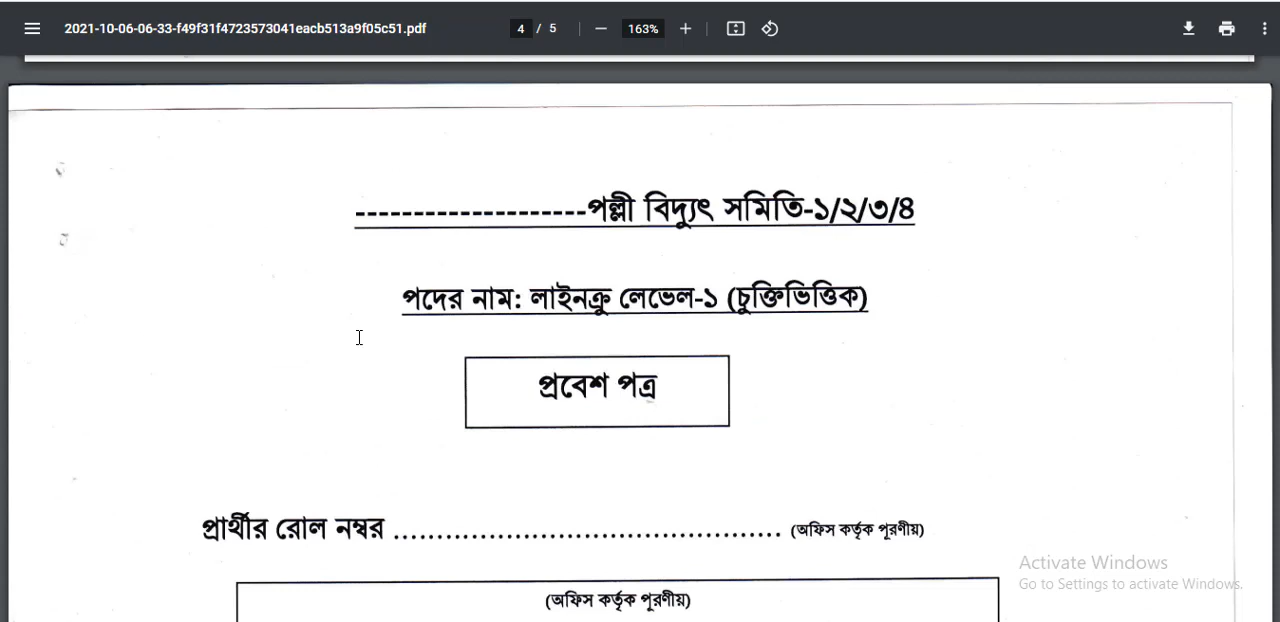 2021-10-06-06-33-f49f31f4723573041eacb513a9f05c51.pdf 4 / 5 163%
--------------------পল্লী বিদ্যুৎ সমিতি-১/২/৩/৪
পদের নাম: লাইনক্রু লেভেল-১ (চুক্তিভিত্তিক)
প্রবেশ পত্র
প্রার্থীর রোল নম্বর ............................................. (অফিস কর্তৃক পূরণীয়)
(অফিস কর্তৃক পূরণীয়)
Activate Windows
Go to Settings to activate Windows.